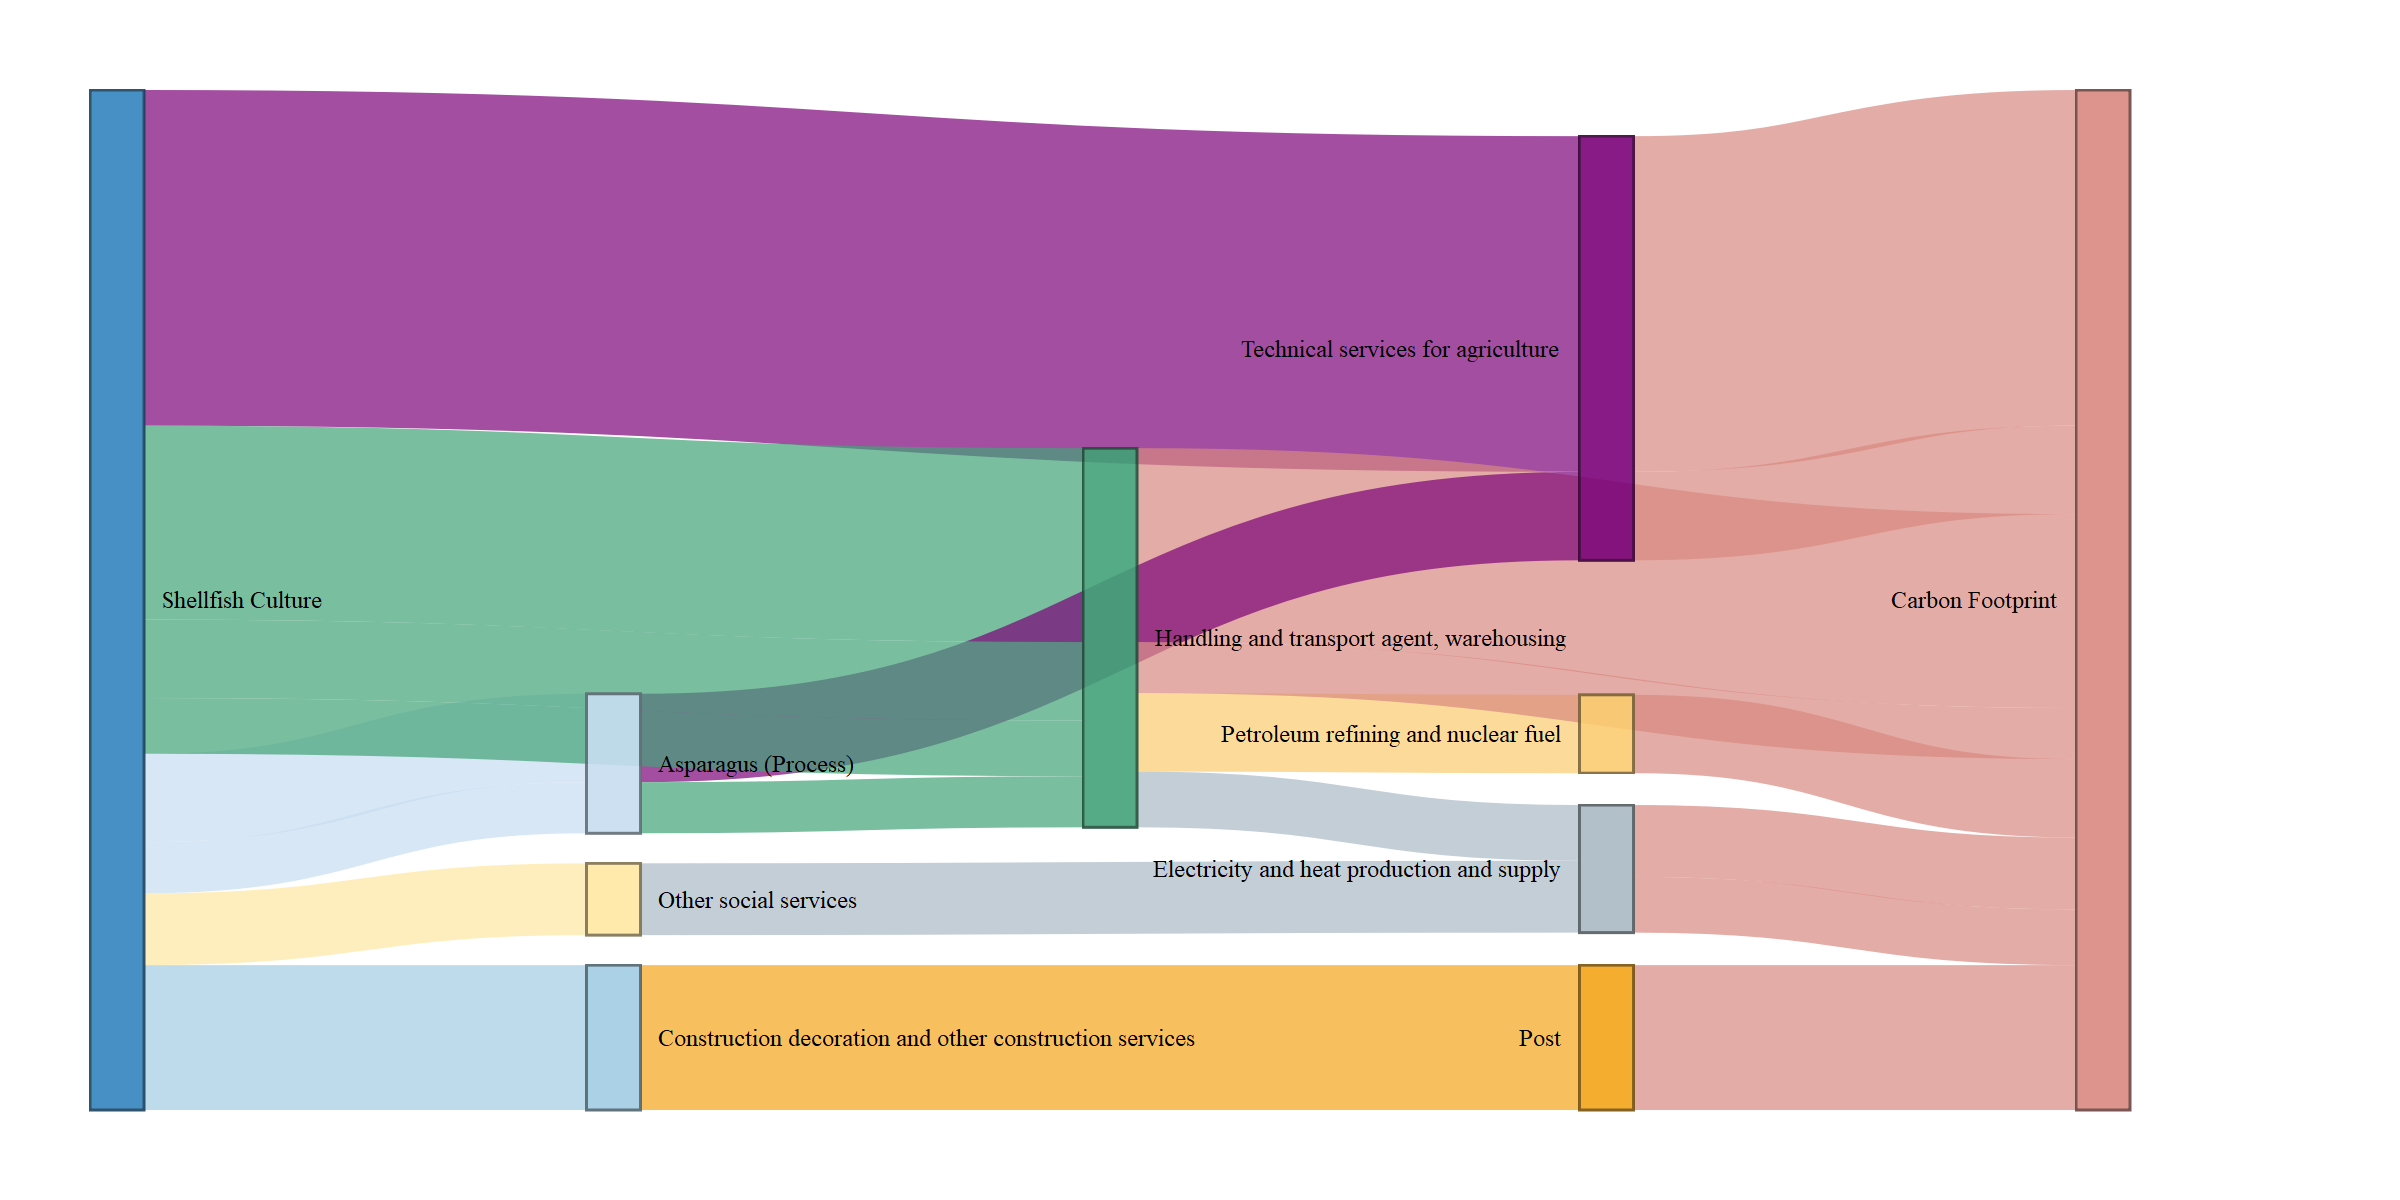 Technical services for agriculture
Shellfish Culture
Carbon Footprint
Handling and transport agent, warehousing
Petroleum refining and nuclear fuel
Asparagus (Process)
Electricity and heat production and supply
Other social services
Construction decoration and other construction services
Post